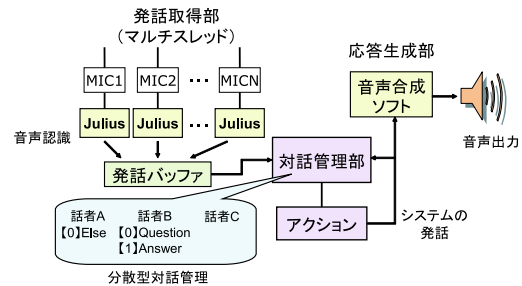 発話取得部
(マルチスレッド)
MIC1 MIC2 ・・・ MICN
音声認識
Julius Julius ・・・ Julius
発話バッファ
応答生成部
音声合成
ソフト
音声出力
対話管理部
アクション
システムの
発話
話者A 話者B 話者C
【0】Else 【0】Question
【1】Answer
分散型対話管理